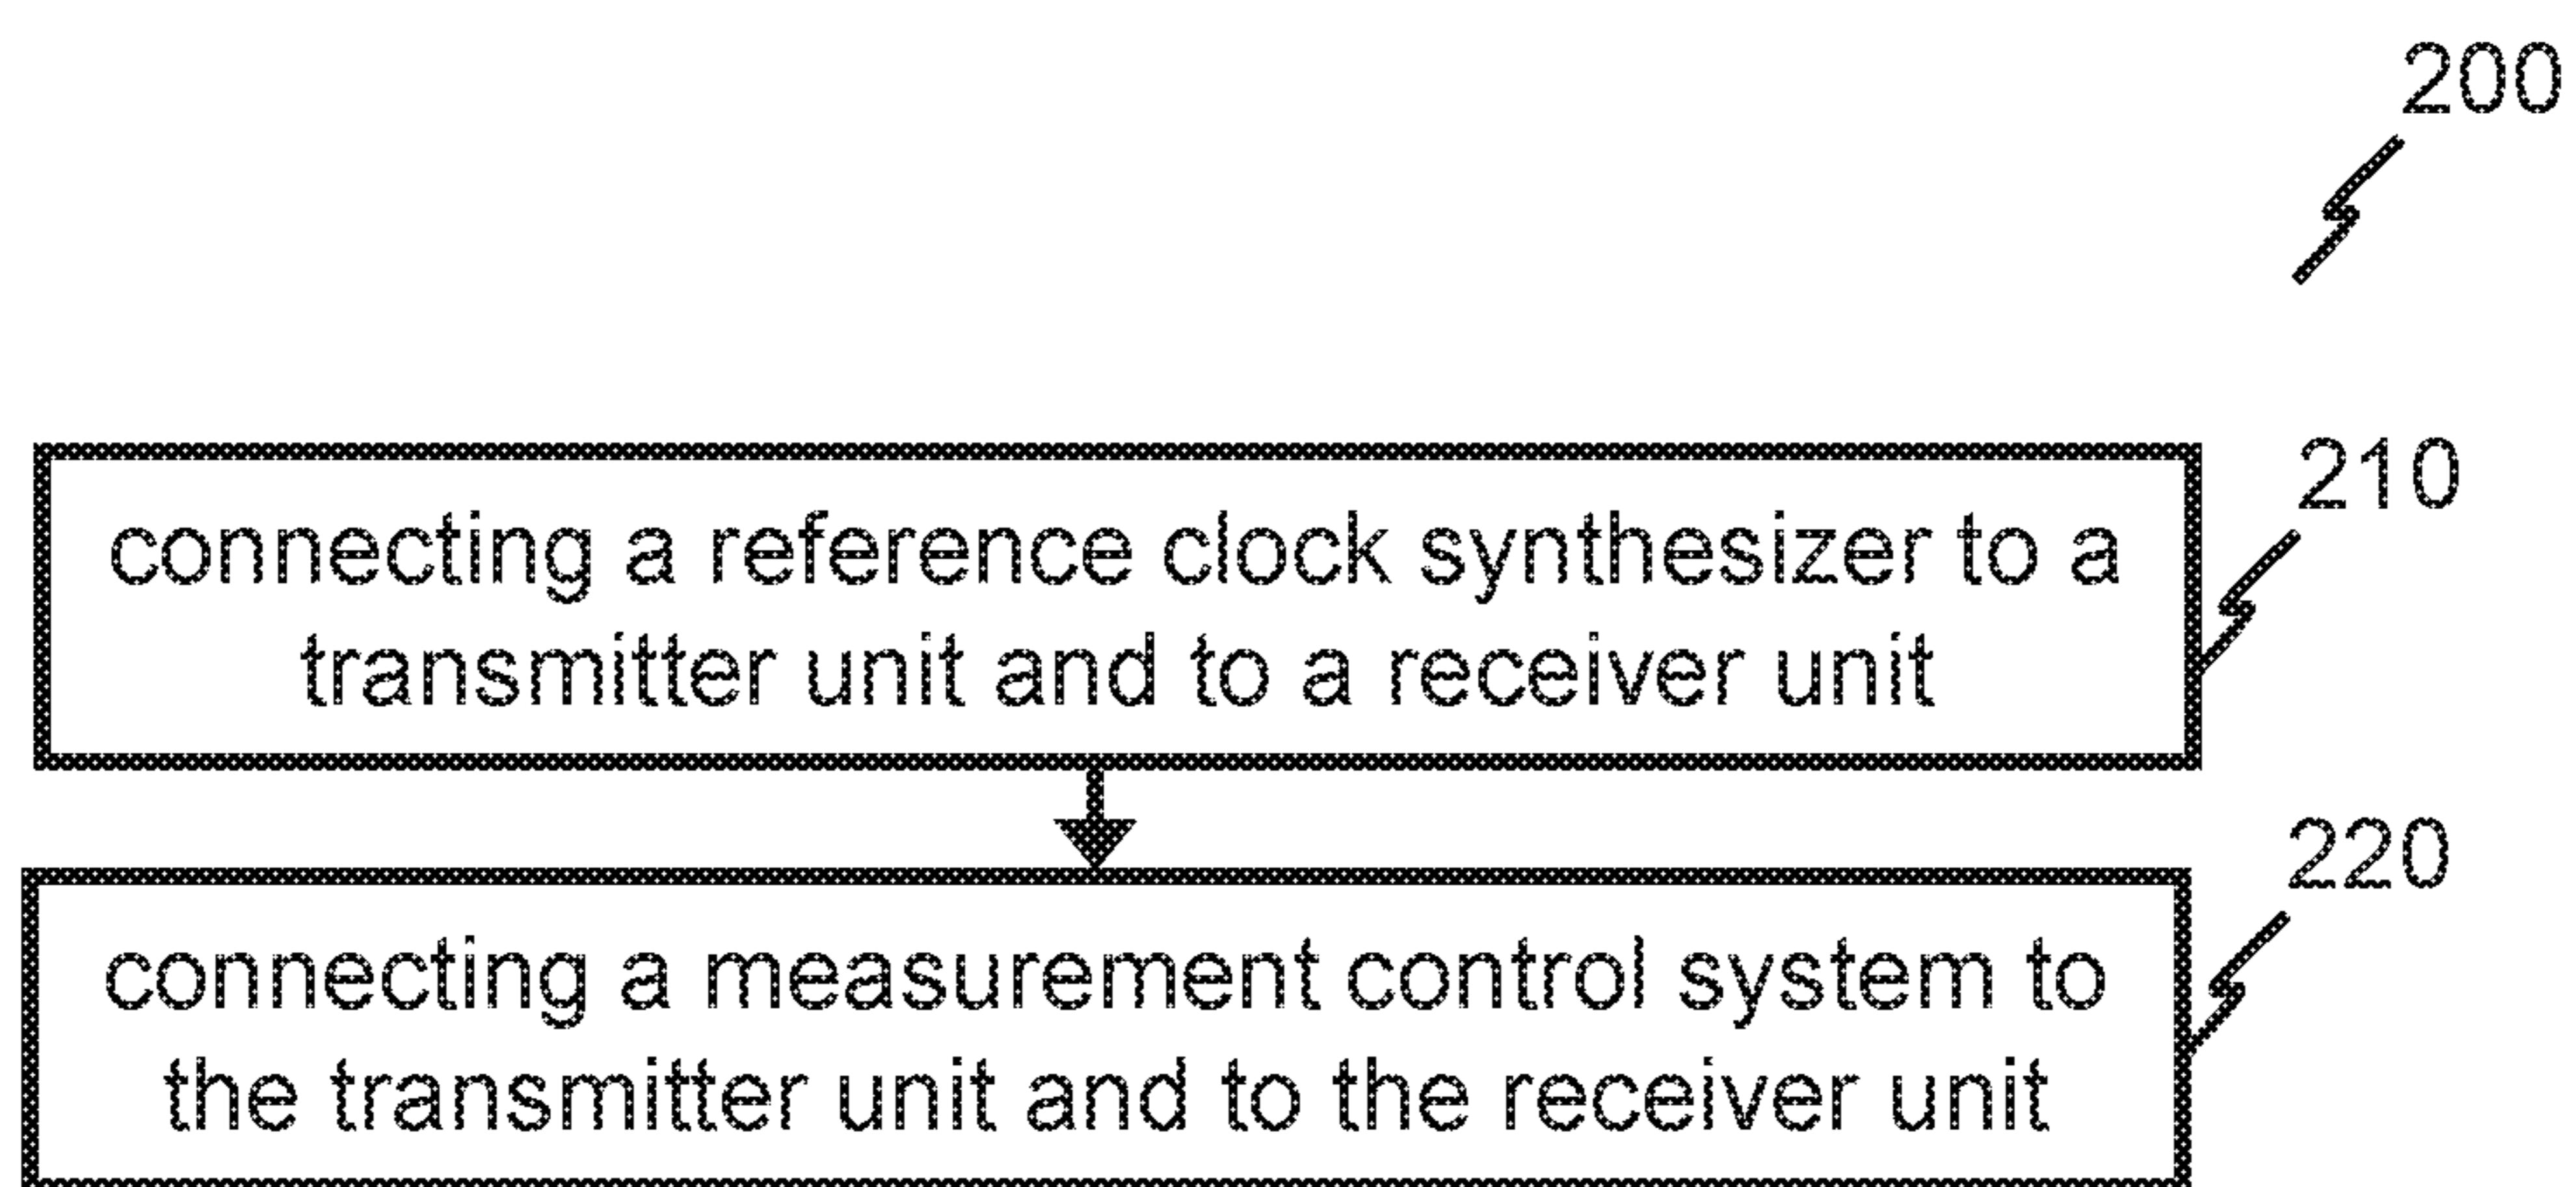 200
210
connecting a reference clock synthesizer to a
transmitter unit and to a receiver unit
220
connecting a measurement control system to
the transmitter unit and to the receiver unit